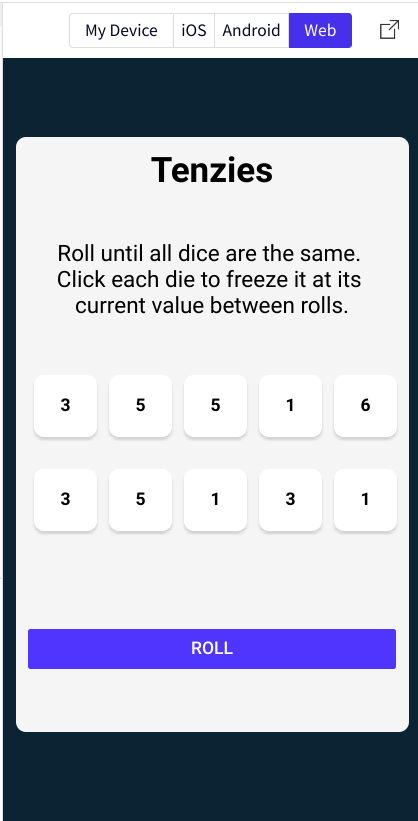 My Device iOS Android Web
Tenzies
Roll until all dice are the same.
Click each die to freeze it at its
current value between rolls.
3 5 5 1 6
3 5 1 3 1
ROLL